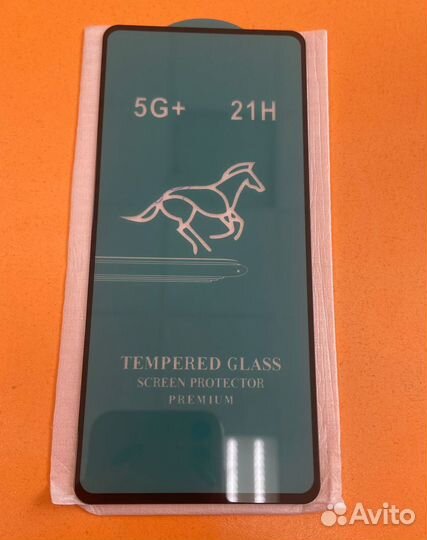 5G+ 21H
TEMPERED GLASS
SCREEN PROTECTOR
PREMIUM
Avito